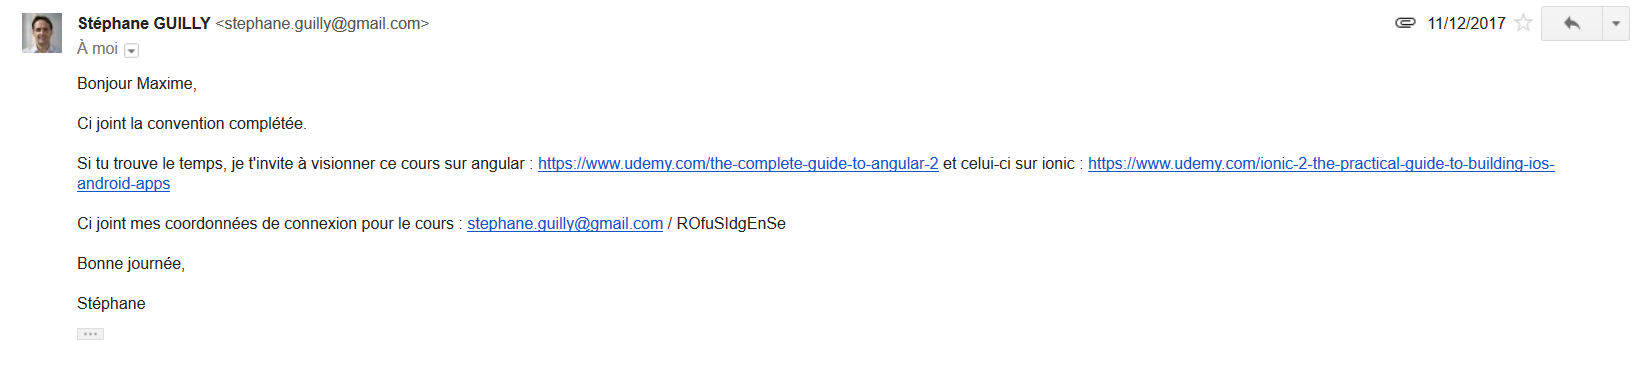 Stéphane GUILLY <stephane.guilly@gmail.com>
11/12/2017
À moi
Bonjour Maxime,
Ci joint la convention complétée.
Si tu trouve le temps, je t'invite à visionner ce cours sur angular : https://www.udemy.com/the-complete-guide-to-angular-2 et celui-ci sur ionic : https://www.udemy.com/ionic-2-the-practical-guide-to-building-ios-
android-apps
Ci joint mes coordonnées de connexion pour le cours : stephane.guilly@gmail.com / ROfuSIdgEnSe
Bonne journée,
Stéphane